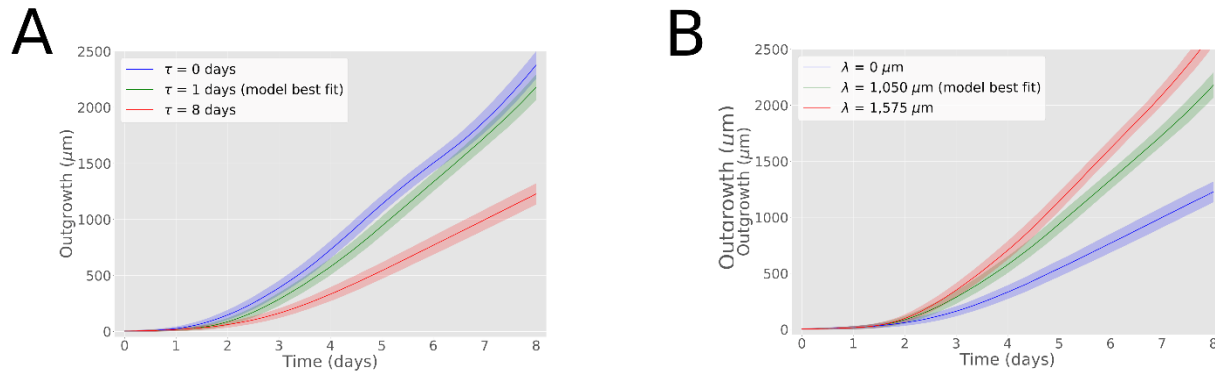 A
2500
2000
1500
1000
500
0
Outgrowth (μm)
τ = 0 days
τ = 1 days (model best fit)
τ = 8 days
0 1 2 3 4 5 6 7 8
Time (days)
B
2500
2000
1500
1000
500
0
Outgrowth (μm)
Outgrowth (μm)
λ = 0 μm
λ = 1,050 μm (model best fit)
λ = 1,575 μm
0 1 2 3 4 5 6 7 8
Time (days)